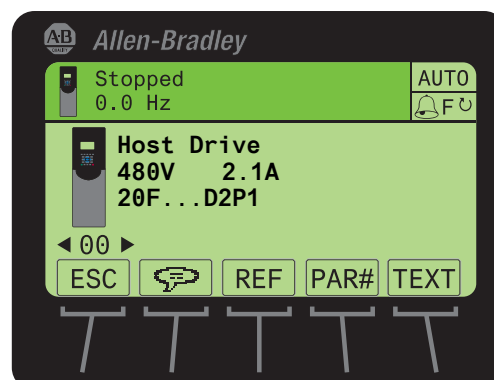 AB
Allen-Bradley
Stopped
AUTO
0.0 Hz
F
Host Drive
480V 2.1A
20F...D2P1
◀ 00 ▶
ESC REF PAR# TEXT